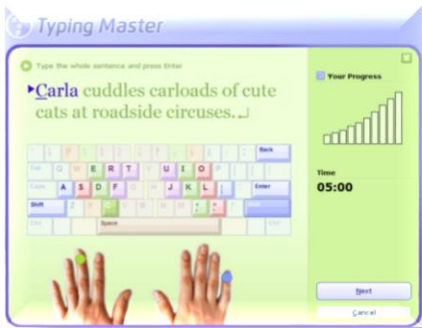 Typing Master
Type the whole sentence and press Enter
Carla cuddles carloads of cute
cats at roadside circuses.
Your Progress
Back
E R T U I O
Caps A S D F J K L Enter
Shift
Space
Time
05:00
Next
Cancel